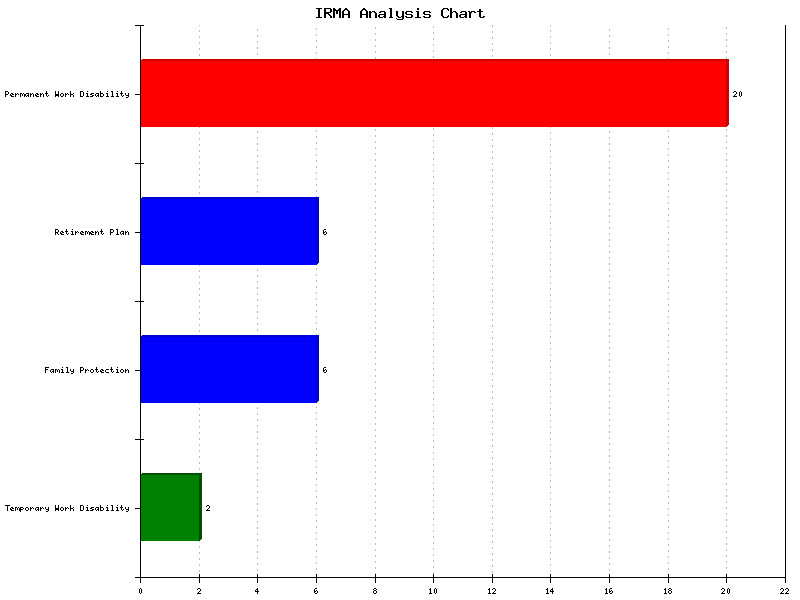 IRMA Analysis Chart
Permanent Work Disability
20
Retirement Plan
6
Family Protection
6
Temporary Work Disability
2
0 2 4 6 8 10 12 14 16 18 20 22